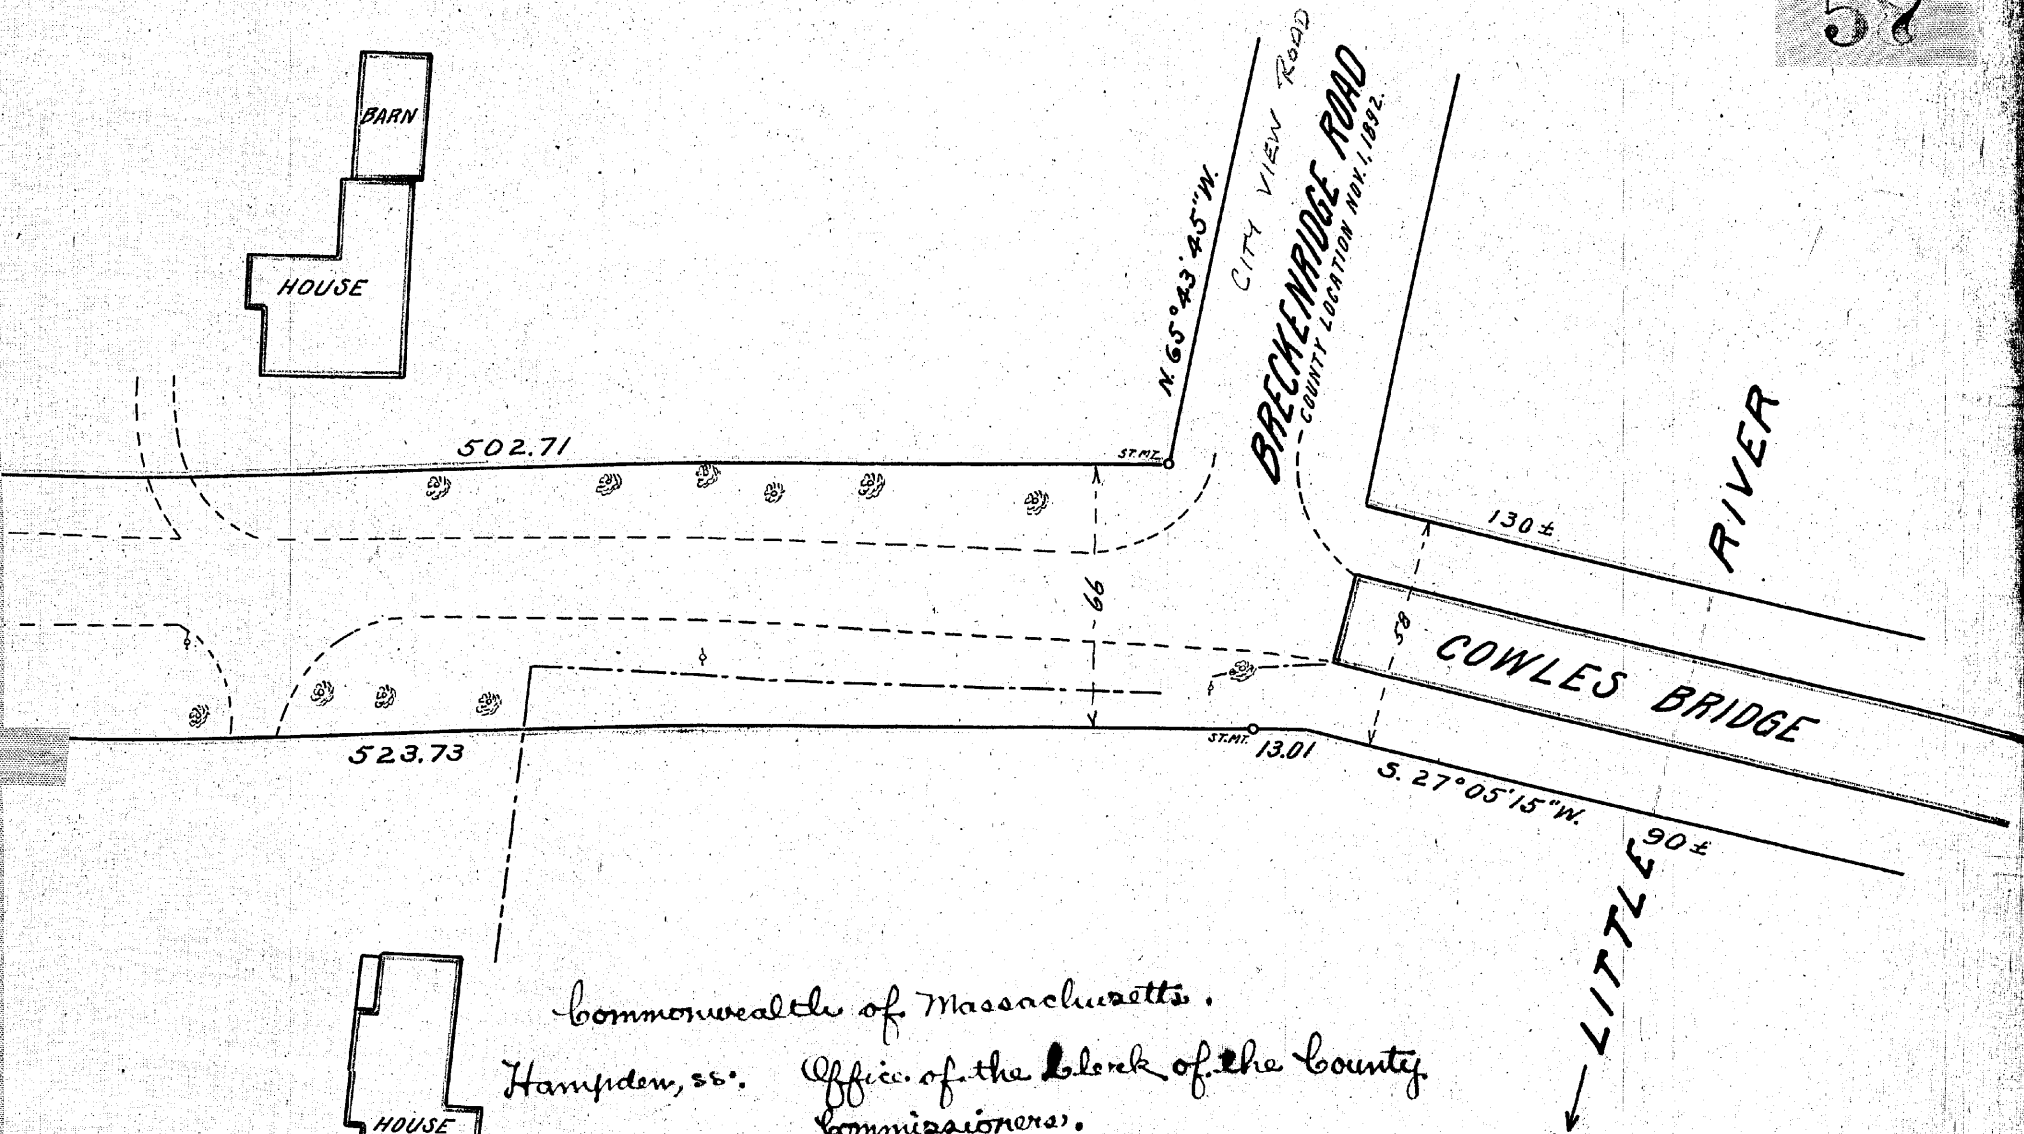 57
BARN
HOUSE
502.71
ST.MT.
N. 65° 43' 45" W.
CITY VIEW ROAD
BRECKENRIDGE ROAD
COUNTY LOCATION NOV. 1, 1892.
130 ±
RIVER
66
58
COWLES BRIDGE
523.73
ST.MT.
13.01
S. 27° 05' 15" W.
90 ±
LITTLE
Commonwealth of Massachusetts.
Hampden, ss. Office of the Clerk of the County
Commissioners.
HOUSE